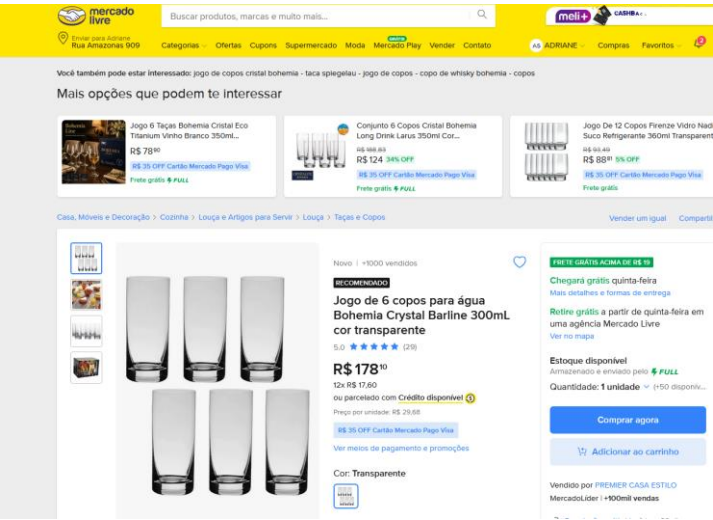 mercado
livre
Buscar produtos, marcas e muito mais...
meli+
Enviar para Adriane
Rua Amazonas 909
Categorias
Ofertas
Cupons
Supermercado
Moda
GRÁTIS
Mercado Play
Vender
Contato
AS ADRIANE
Compras
Favoritos
Você também pode estar interessado: jogo de copos cristal bohemia - taca spiegelau - jogo de copos - copo de whisky bohemia - copos
Mais opções que podem te interessar
Jogo 6 Taças Bohemia Cristal Eco
Titanium Vinho Branco 350ml...
R$ 78
R$ 35 OFF Cartão Mercado Pago Visa
Frete grátis FULL
Conjunto 6 Copos Cristal Bohemia
Long Drink Larus 350ml Cor...
R$ 188,83
R$ 124 34% OFF
R$ 35 OFF Cartão Mercado Pago Visa
Frete grátis FULL
Jogo De 12 Copos Firenze Vidro Nadi
Suco Refrigerante 360ml Transparent
R$ 93,49
R$ 88 5% OFF
R$ 35 OFF Cartão Mercado Pago Visa
Frete grátis
Casa, Móveis e Decoração > Cozinha > Louça e Artigos para Servir > Louça > Taças e Copos
Vender um igual
Novo | +1000 vendidos
RECOMENDADO
Jogo de 6 copos para água
Bohemia Crystal Barline 300mL
cor transparente
5.0 (29)
R$ 178 10
12x R$ 17,60
ou parcelado com Crédito disponível
Preço por unidade: R$ 29,68
R$ 35 OFF Cartão Mercado Pago Visa
Ver meios de pagamento e promoções
Cor: Transparente
FRETE GRÁTIS ACIMA DE R$ 19
Chegará grátis quinta-feira
Mais detalhes e formas de entrega
Retire grátis a partir de quinta-feira em
uma agência Mercado Livre
Ver no mapa
Estoque disponível
Armazenado e enviado pelo FULL
Quantidade: 1 unidade (+50 disponív...
Comprar agora
Adicionar ao carrinho
Vendido por PREMIER CASA ESTILO
MercadoLíder | +100mil vendas